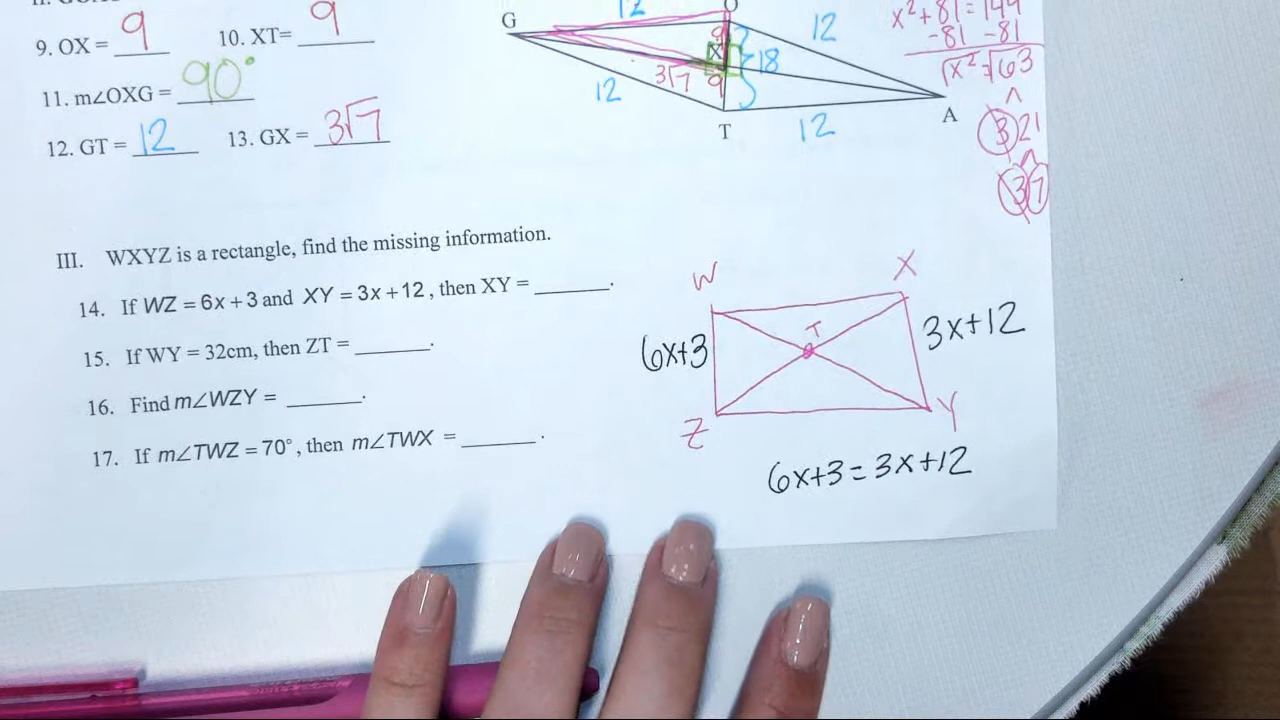 G
12
O
12
x²+81=144
-81 -81
√x²=√63
3 21
3 7
9. OX = 9
10. XT= 9
9
X
18
3√7
9
12
12
T
A
11. m∠OXG = 90°
12. GT = 12
13. GX = 3√7
III. WXYZ is a rectangle, find the missing information.
14. If WZ = 6x+3 and XY = 3x+12, then XY = ______.
15. If WY = 32cm, then ZT = ______.
16. Find m∠WZY = ______.
17. If m∠TWZ = 70°, then m∠TWX = ______.
W
X
T
6x+3
3x+12
Z
Y
6x+3=3x+12